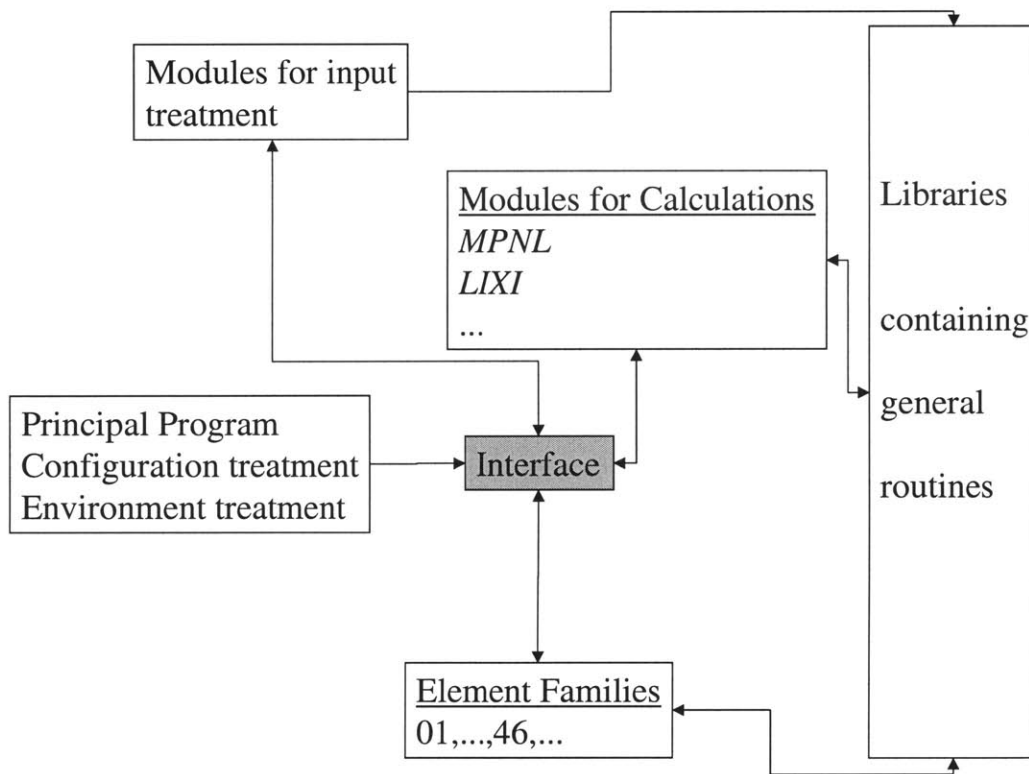 Modules for input
treatment
Modules for Calculations
MPNL
LIXI
...
Libraries
containing
general
routines
Principal Program
Configuration treatment
Environment treatment
Interface
Element Families
01,...,46,...